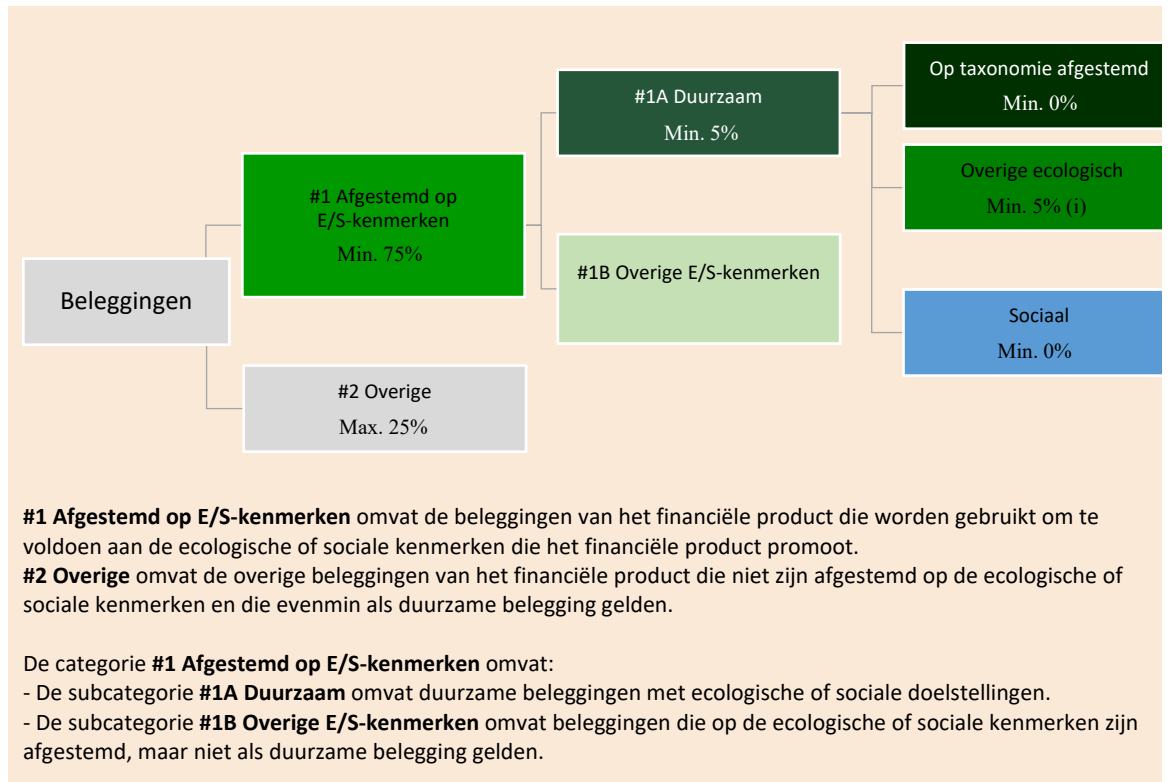 Beleggingen
#1 Afgestemd op
E/S-kenmerken
Min. 75%
#2 Overige
Max. 25%
#1A Duurzaam
Min. 5%
#1B Overige E/S-kenmerken
Op taxonomie afgestemd
Min. 0%
Overige ecologisch
Min. 5% (i)
Sociaal
Min. 0%
#1 Afgestemd op E/S-kenmerken omvat de beleggingen van het financiële product die worden gebruikt om te
voldoen aan de ecologische of sociale kenmerken die het financiële product promoot.
#2 Overige omvat de overige beleggingen van het financiële product die niet zijn afgestemd op de ecologische of
sociale kenmerken en die evenmin als duurzame belegging gelden.
De categorie #1 Afgestemd op E/S-kenmerken omvat:
- De subcategorie #1A Duurzaam omvat duurzame beleggingen met ecologische of sociale doelstellingen.
- De subcategorie #1B Overige E/S-kenmerken omvat beleggingen die op de ecologische of sociale kenmerken zijn
afgestemd, maar niet als duurzame belegging gelden.